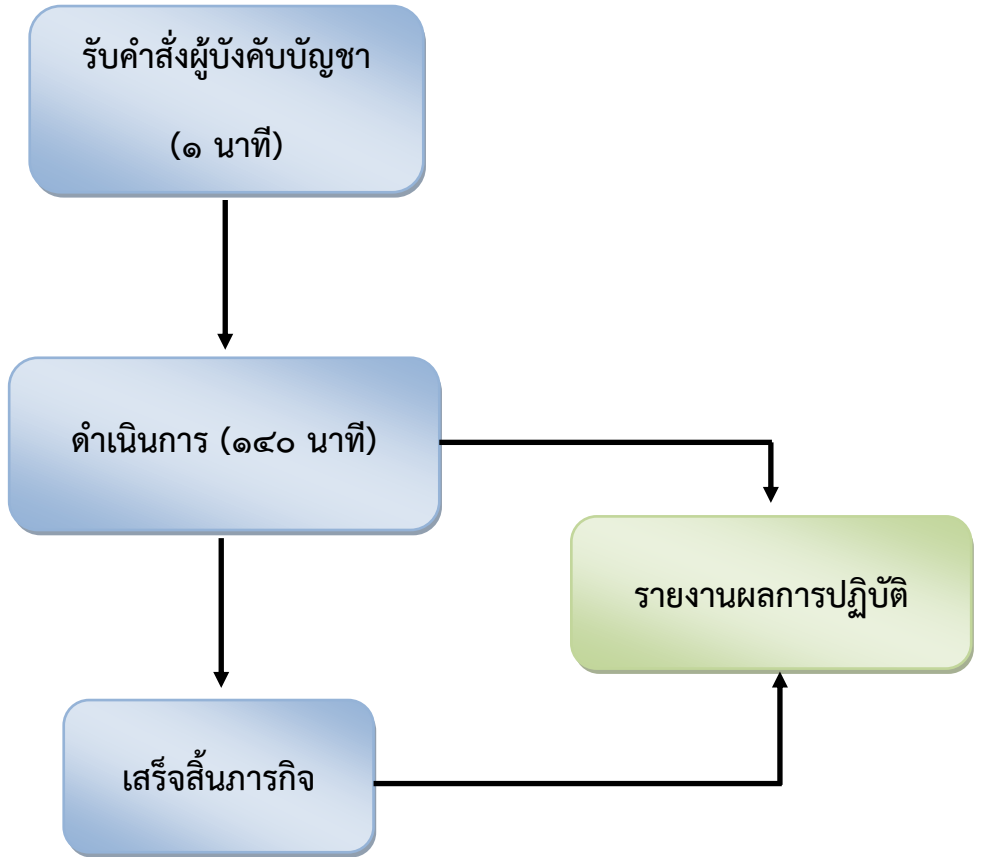 รับคำสั่งผู้บังคับบัญชา
(๑ นาที)
ดำเนินการ (๑๔๐ นาที)
รายงานผลการปฏิบัติ
เสร็จสิ้นภารกิจ